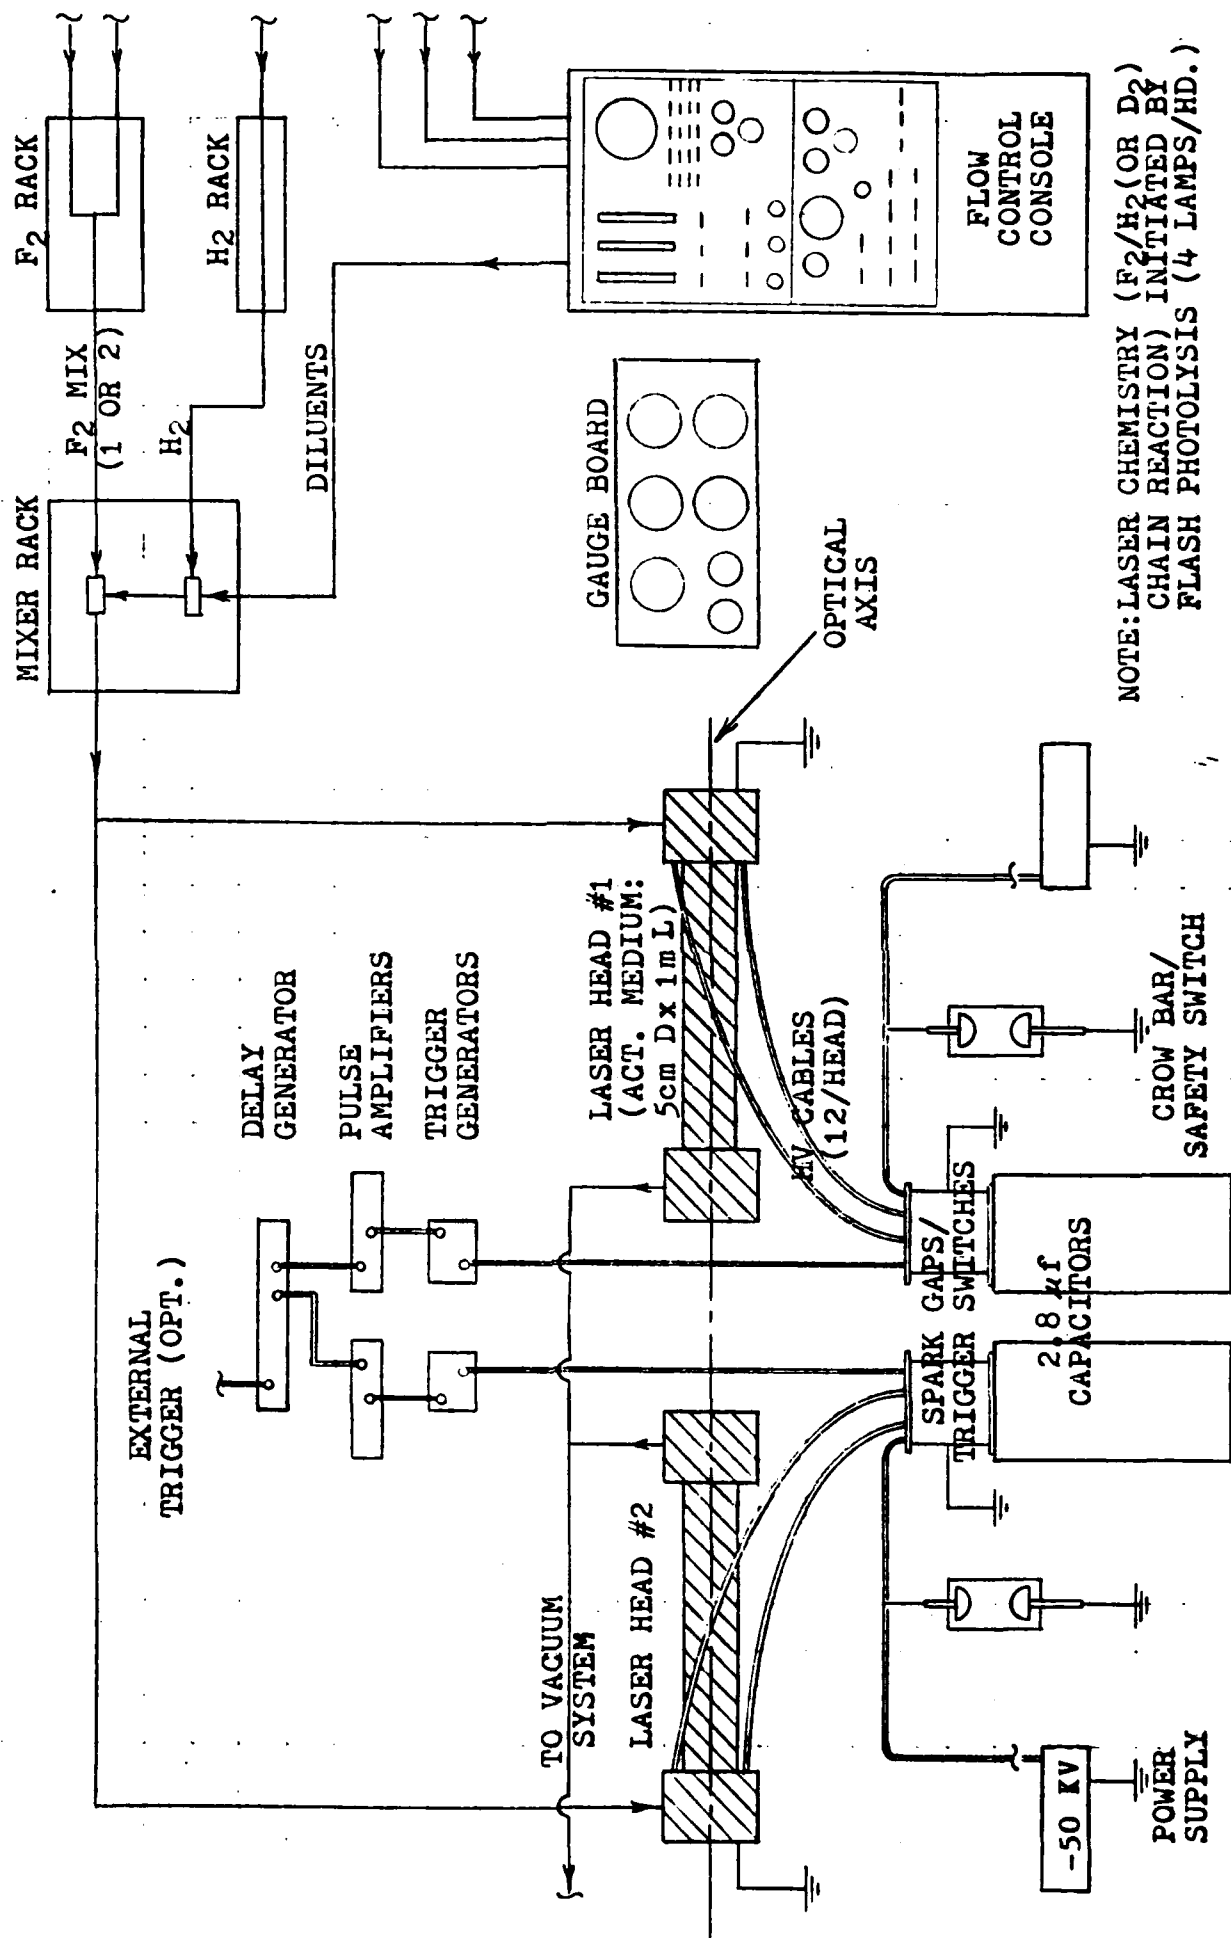 EXTERNAL
TRIGGER (OPT.)
DELAY
GENERATOR
PULSE
AMPLIFIERS
TRIGGER
GENERATORS
MIXER RACK
F2 RACK
F2 MIX
(1 OR 2)
H2 RACK
H2
DILUENTS
TO VACUUM
SYSTEM
LASER HEAD #2
LASER HEAD #1
(ACT. MEDIUM:
5cm D x 1m L)
GAUGE BOARD
OPTICAL
AXIS
HV CABLES
(12/HEAD)
FLOW
CONTROL
CONSOLE
SPARK GAPS/
TRIGGER SWITCHES
2.8 μf
CAPACITORS
-50 KV
POWER
SUPPLY
CROW BAR/
SAFETY SWITCH
NOTE: LASER CHEMISTRY (F2/H2 (OR D2)
CHAIN REACTION) INITIATED BY
FLASH PHOTOLYSIS (4 LAMPS/HD.)